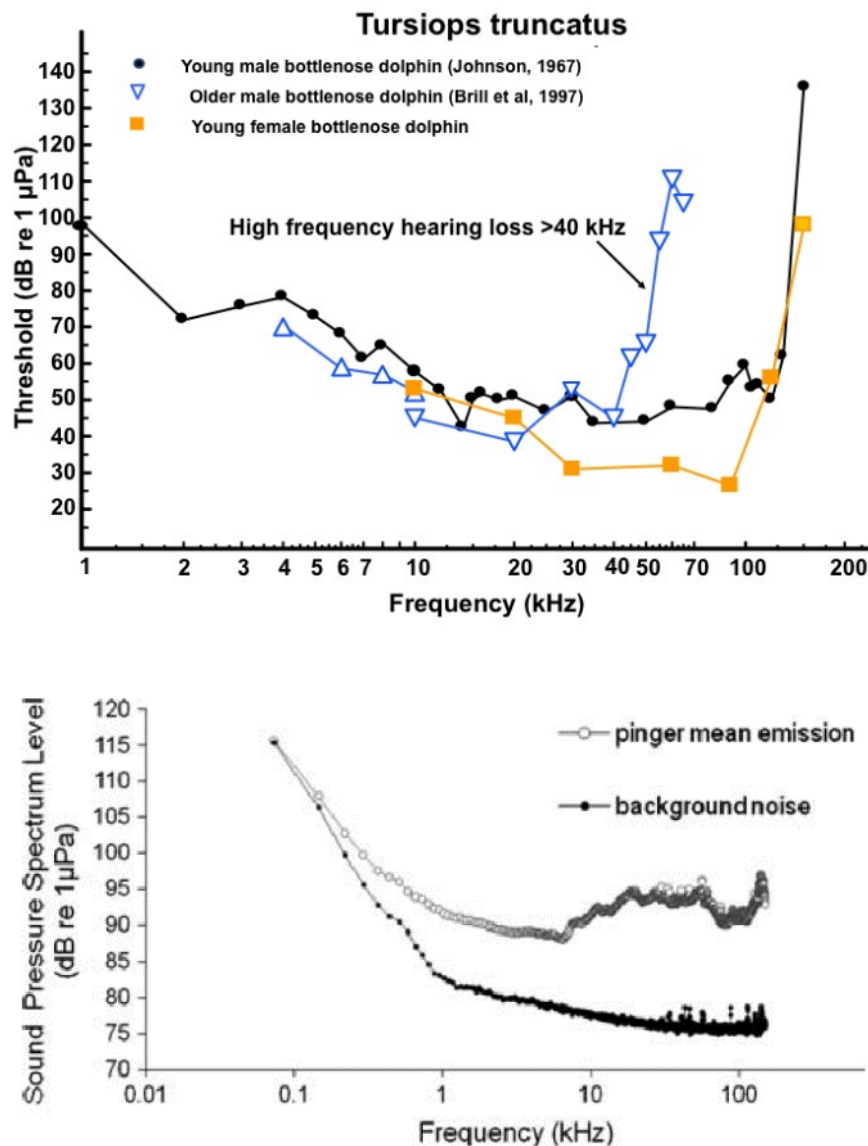 Tursiops truncatus
Young male bottlenose dolphin (Johnson, 1967)
Older male bottlenose dolphin (Brill et al, 1997)
Young female bottlenose dolphin
High frequency hearing loss >40 kHz
Threshold (dB re 1 µPa)
140
130
120
110
100
90
80
70
60
50
40
30
20
1 2 3 4 5 6 7 10 20 30 40 50 70 100 200
Frequency (kHz)
Sound Pressure Spectrum Level
(dB re 1µPa)
120
115
110
105
100
95
90
85
80
75
70
pinger mean emission
background noise
0.01 0.1 1 10 100
Frequency (kHz)